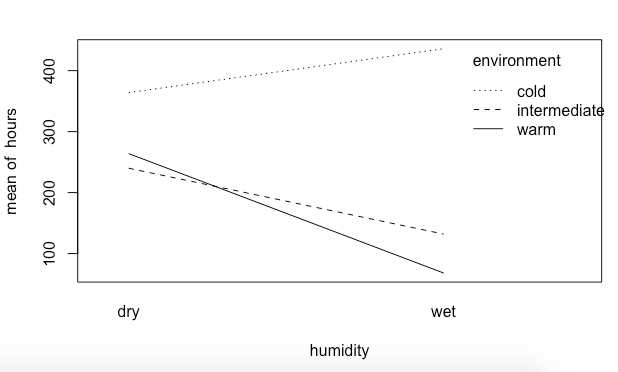 environment
cold
intermediate
warm
mean of hours
400
300
200
100
dry wet
humidity